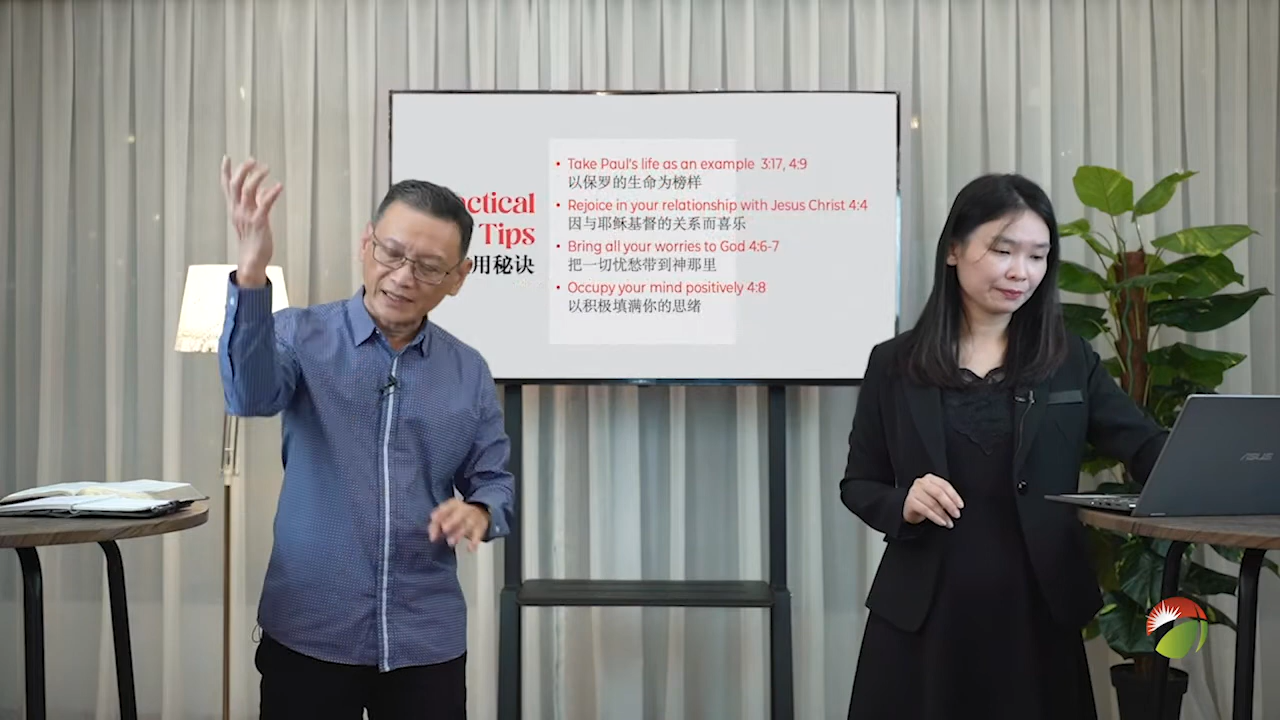 Tips
用秘诀
• Take Paul's life as an example 3:17, 4:9
以保罗的生命为榜样
• Rejoice in your relationship with Jesus Christ 4:4
因与耶稣基督的关系而喜乐
• Bring all your worries to God 4:6-7
把一切忧愁带到神那里
• Occupy your mind positively 4:8
以积极填满你的思绪
ASUS